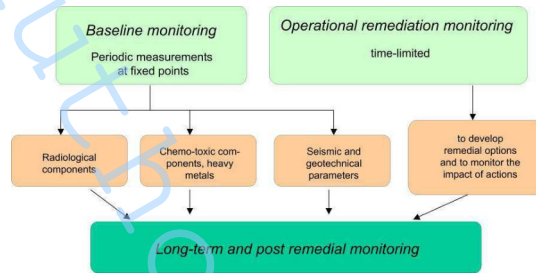 Baseline monitoring
Periodic measurements
at fixed points
Operational remediation monitoring
time-limited
Radiological
components
Chemo-toxic com-
ponents, heavy
metals
Seismic and
geotechnical
parameters
to develop
remedial options
and to monitor the
impact of actions
Long-term and post remedial monitoring